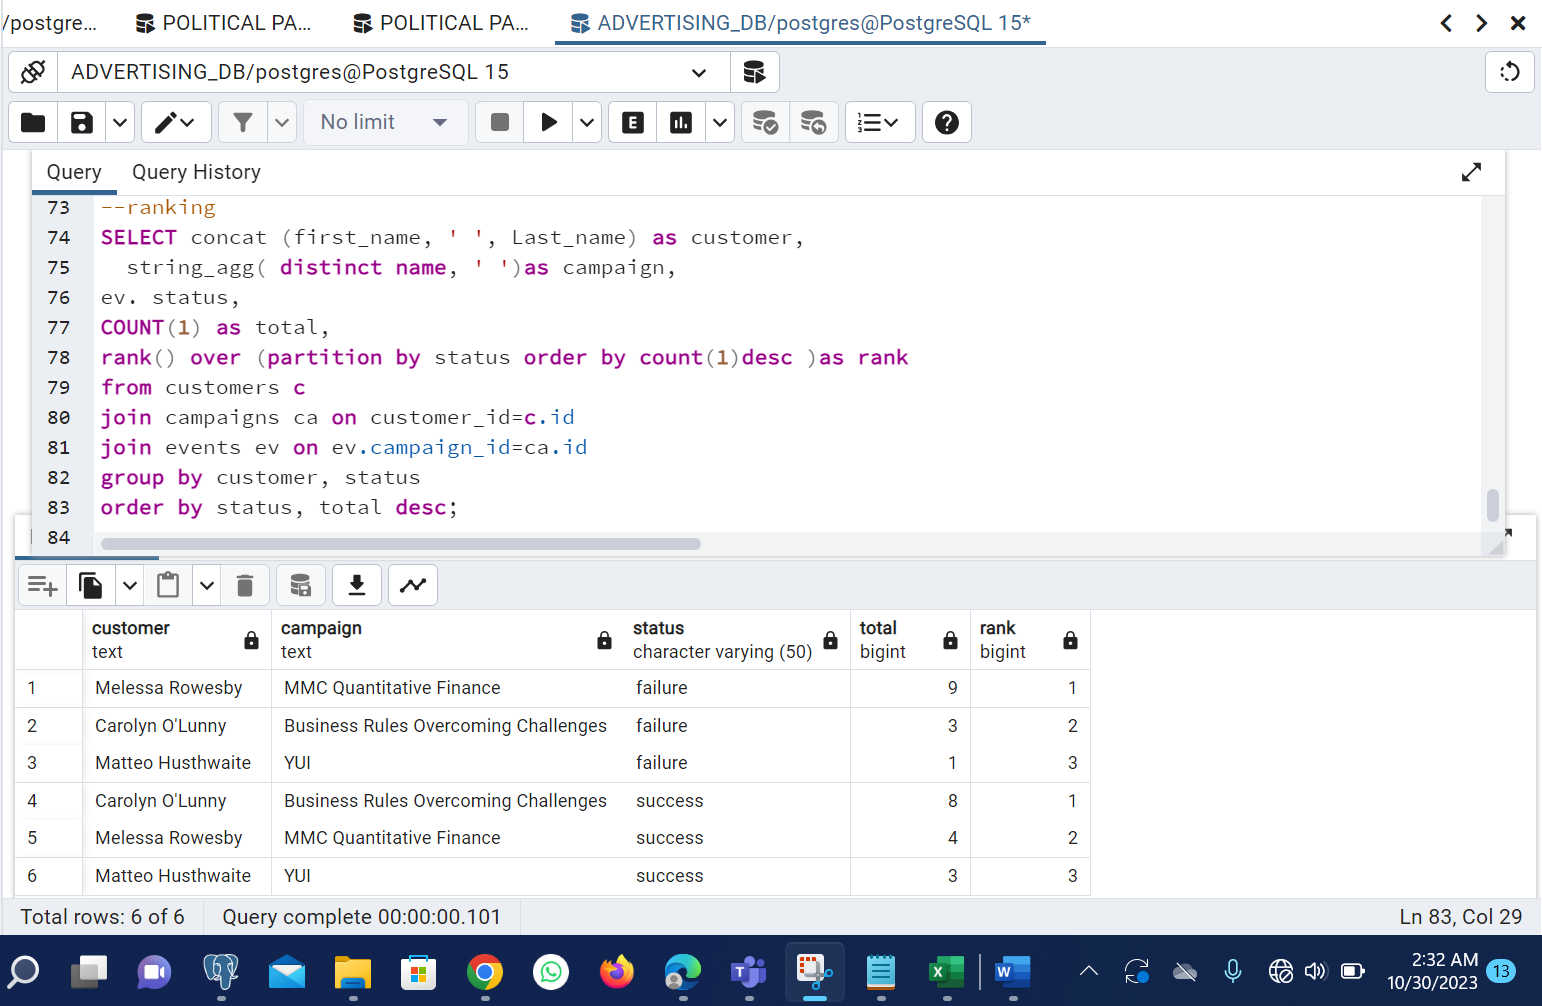 /postgre... POLITICAL PA... POLITICAL PA... ADVERTISING_DB/postgres@PostgreSQL 15*
ADVERTISING_DB/postgres@PostgreSQL 15
No limit E
Query Query History
73 --ranking
74 SELECT concat (first_name, ' ', Last_name) as customer,
75 string_agg( distinct name, ' ')as campaign,
76 ev. status,
77 COUNT(1) as total,
78 rank() over (partition by status order by count(1)desc )as rank
79 from customers c
80 join campaigns ca on customer_id=c.id
81 join events ev on ev.campaign_id=ca.id
82 group by customer, status
83 order by status, total desc;
84
customer campaign status total rank
text text character varying (50) bigint bigint
1 Melessa Rowesby MMC Quantitative Finance failure 9 1
2 Carolyn O'Lunny Business Rules Overcoming Challenges failure 3 2
3 Matteo Husthwaite YUI failure 1 3
4 Carolyn O'Lunny Business Rules Overcoming Challenges success 8 1
5 Melessa Rowesby MMC Quantitative Finance success 4 2
6 Matteo Husthwaite YUI success 3 3
Total rows: 6 of 6 Query complete 00:00:00.101 Ln 83, Col 29
2:32 AM
10/30/2023 13